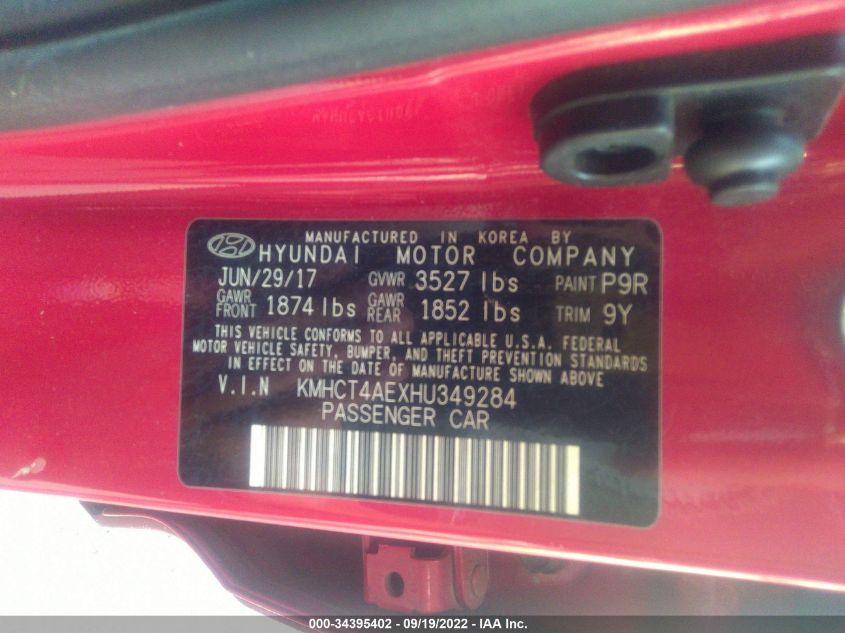 MANUFACTURED IN KOREA BY
HYUNDAI MOTOR COMPANY
JUN/29/17 GVWR 3527 lbs PAINT P9R
GAWR FRONT 1874 lbs GAWR REAR 1852 lbs TRIM 9Y
THIS VEHICLE CONFORMS TO ALL APPLICABLE U.S.A. FEDERAL
MOTOR VEHICLE SAFETY, BUMPER, AND THEFT PREVENTION STANDARDS
IN EFFECT ON THE DATE OF MANUFACTURE SHOWN ABOVE
V.I.N KMHCT4AEXHU349284
PASSENGER CAR
000-34395402 - 09/19/2022 - IAA Inc.